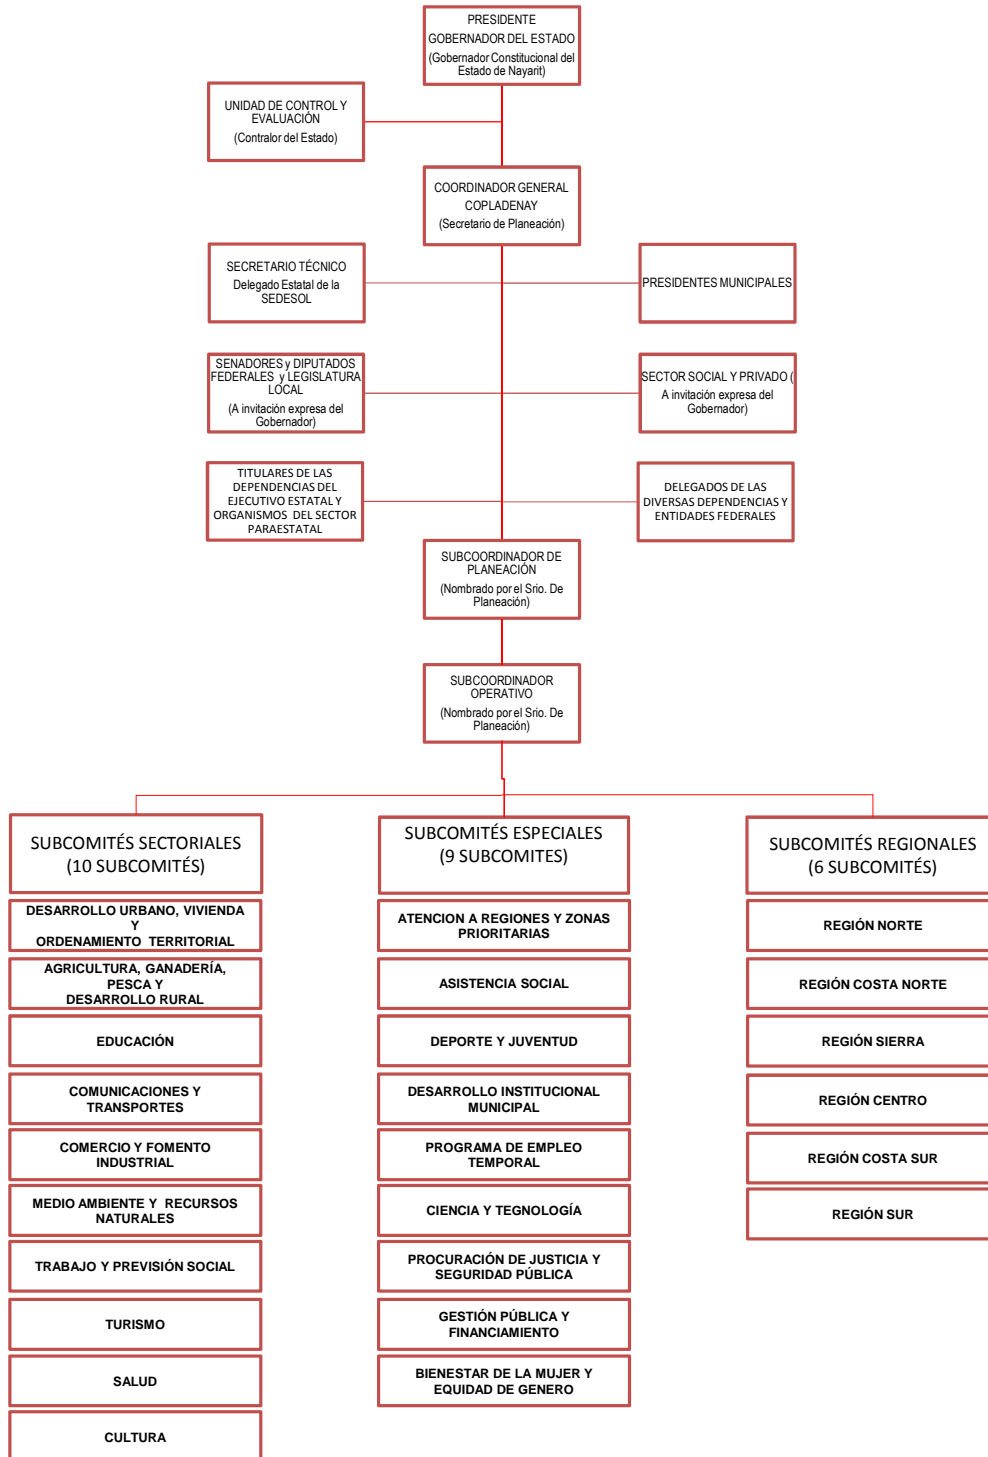 PRESIDENTE
GOBERNADOR DEL ESTADO
(Gobernador Constitucional del
Estado de Nayarit)
UNIDAD DE CONTROL Y
EVALUACIÓN
(Contralor del Estado)
COORDINADOR GENERAL
COPLADENAY
(Secretario de Planeación)
SECRETARIO TÉCNICO
Delegado Estatal de la
SEDESOL
PRESIDENTES MUNICIPALES
SENADORES y DIPUTADOS
FEDERALES y LEGISLATURA
LOCAL
(A invitación expresa del
Gobernador)
SECTOR SOCIAL Y PRIVADO (
A invitación expresa del
Gobernador)
TITULARES DE LAS
DEPENDENCIAS DEL
EJECUTIVO ESTATAL Y
ORGANISMOS DEL SECTOR
PARAESTATAL
DELEGADOS DE LAS
DIVERSAS DEPENDENCIAS Y
ENTIDADES FEDERALES
SUBCOORDINADOR DE
PLANEACIÓN
(Nombrado por el Srio. De
Planeación)
SUBCOORDINADOR
OPERATIVO
(Nombrado por el Srio. De
Planeación)
SUBCOMITÉS SECTORIALES
(10 SUBCOMITÉS)
DESARROLLO URBANO, VIVIENDA
Y
ORDENAMIENTO TERRITORIAL
AGRICULTURA, GANADERÍA,
PESCA Y
DESARROLLO RURAL
EDUCACIÓN
COMUNICACIONES Y
TRANSPORTES
COMERCIO Y FOMENTO
INDUSTRIAL
MEDIO AMBIENTE Y RECURSOS
NATURALES
TRABAJO Y PREVISIÓN SOCIAL
TURISMO
SALUD
CULTURA
SUBCOMITÉS ESPECIALES
(9 SUBCOMITES)
ATENCION A REGIONES Y ZONAS
PRIORITARIAS
ASISTENCIA SOCIAL
DEPORTE Y JUVENTUD
DESARROLLO INSTITUCIONAL
MUNICIPAL
PROGRAMA DE EMPLEO
TEMPORAL
CIENCIA Y TEGNOLOGÍA
PROCURACIÓN DE JUSTICIA Y
SEGURIDAD PÚBLICA
GESTIÓN PÚBLICA Y
FINANCIAMIENTO
BIENESTAR DE LA MUJER Y
EQUIDAD DE GENERO
SUBCOMITÉS REGIONALES
(6 SUBCOMITÉS)
REGIÓN NORTE
REGIÓN COSTA NORTE
REGIÓN SIERRA
REGIÓN CENTRO
REGIÓN COSTA SUR
REGIÓN SUR